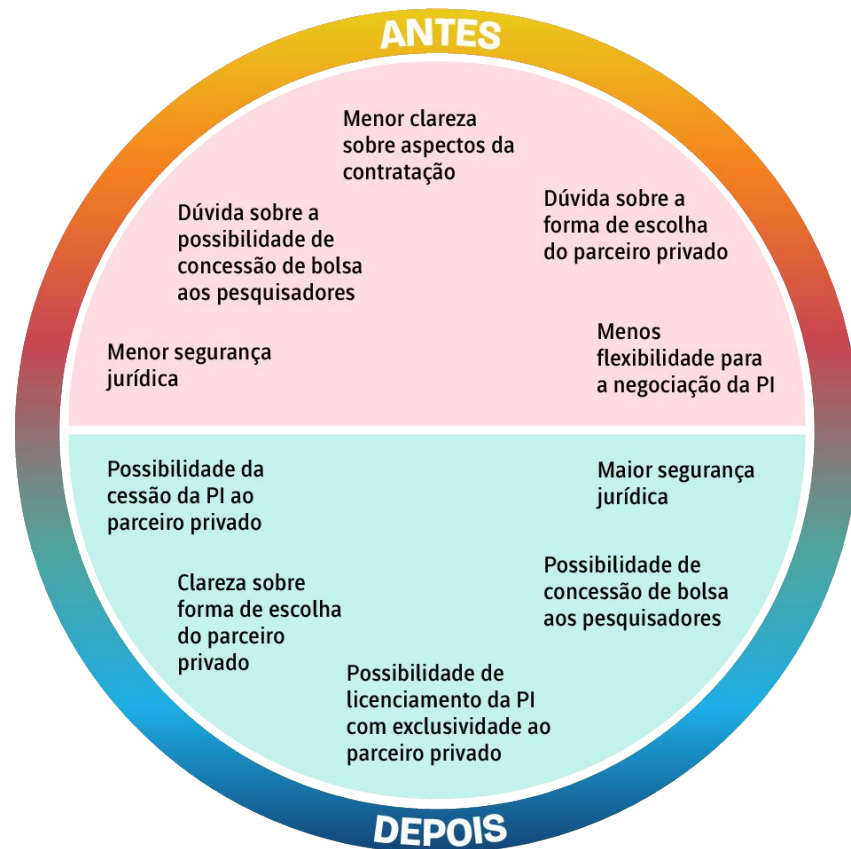 ANTES
Menor clareza
sobre aspectos da
contratação
Dúvida sobre a
possibilidade de
concessão de bolsa
aos pesquisadores
Dúvida sobre a
forma de escolha
do parceiro privado
Menor segurança
jurídica
Menos
flexibilidade para
a negociação da PI
Possibilidade da
cessão da PI ao
parceiro privado
Maior segurança
jurídica
Clareza sobre
forma de escolha
do parceiro
privado
Possibilidade de
concessão de bolsa
aos pesquisadores
Possibilidade de
licenciamento da PI
com exclusividade ao
parceiro privado
DEPOIS